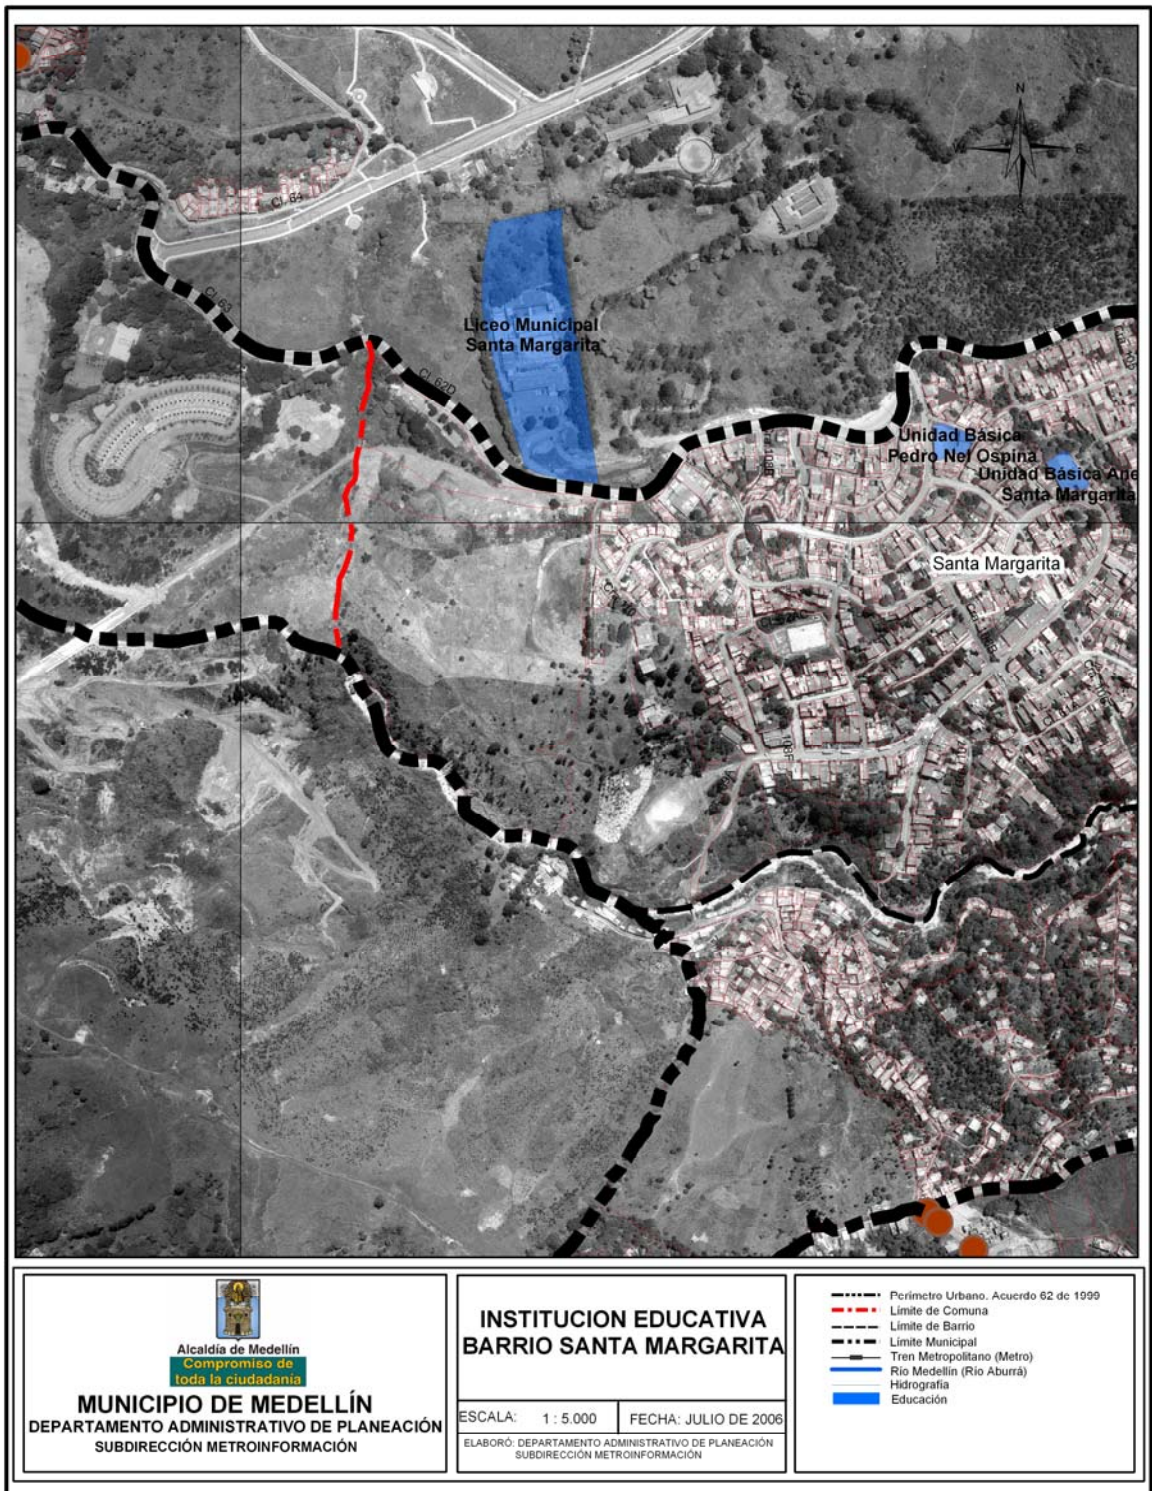 N
W
E
Cl. 64
Cl. 63
Liceo Municipal
Santa Margarita
Cl. 62D
Unidad Básica
Pedro Nel Ospina
Unidad Básica Ane
Santa Margarita
Santa Margarita
Alcaldía de Medellín
Compromiso de
toda la ciudadanía
MUNICIPIO DE MEDELLÍN
DEPARTAMENTO ADMINISTRATIVO DE PLANEACIÓN
SUBDIRECCIÓN METROINFORMACIÓN
INSTITUCION EDUCATIVA
BARRIO SANTA MARGARITA
ESCALA: 1 : 5.000
FECHA: JULIO DE 2006
ELABORÓ: DEPARTAMENTO ADMINISTRATIVO DE PLANEACIÓN
SUBDIRECCIÓN METROINFORMACIÓN
Perímetro Urbano. Acuerdo 62 de 1999
Límite de Comuna
Límite de Barrio
Límite Municipal
Tren Metropolitano (Metro)
Río Medellín (Río Aburrá)
Hidrografía
Educación